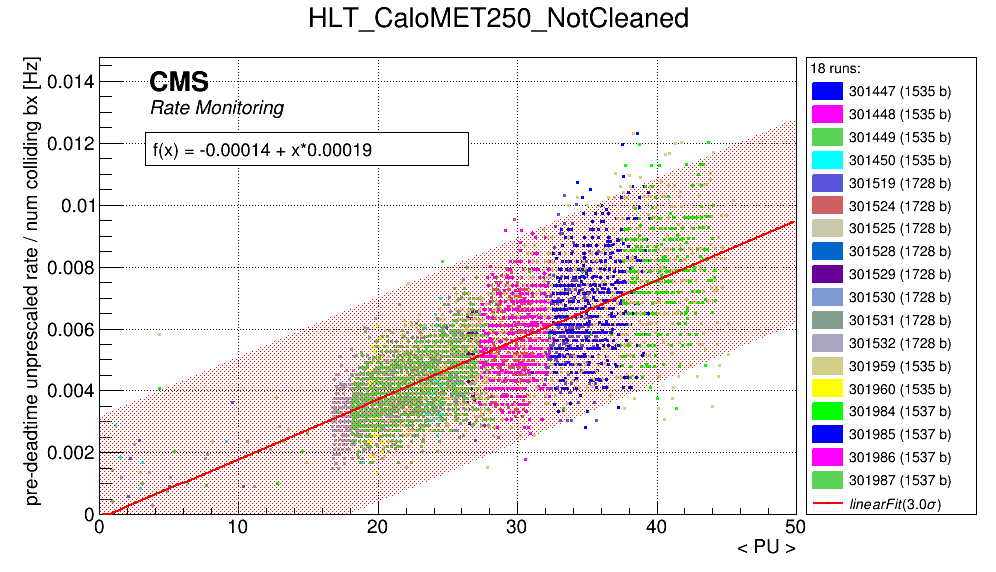 HLT_CaloMET250_NotCleaned
pre-deadtime unprescaled rate / num colliding bx [Hz]
0.014
0.012
0.01
0.008
0.006
0.004
0.002
0
CMS
Rate Monitoring
f(x) = -0.00014 + x*0.00019
0 10 20 30 40 50
< PU >
18 runs:
301447 (1535 b)
301448 (1535 b)
301449 (1535 b)
301450 (1535 b)
301519 (1728 b)
301524 (1728 b)
301525 (1728 b)
301528 (1728 b)
301529 (1728 b)
301530 (1728 b)
301531 (1728 b)
301532 (1728 b)
301959 (1535 b)
301960 (1535 b)
301984 (1537 b)
301985 (1537 b)
301986 (1537 b)
301987 (1537 b)
linearFit(3.0σ)